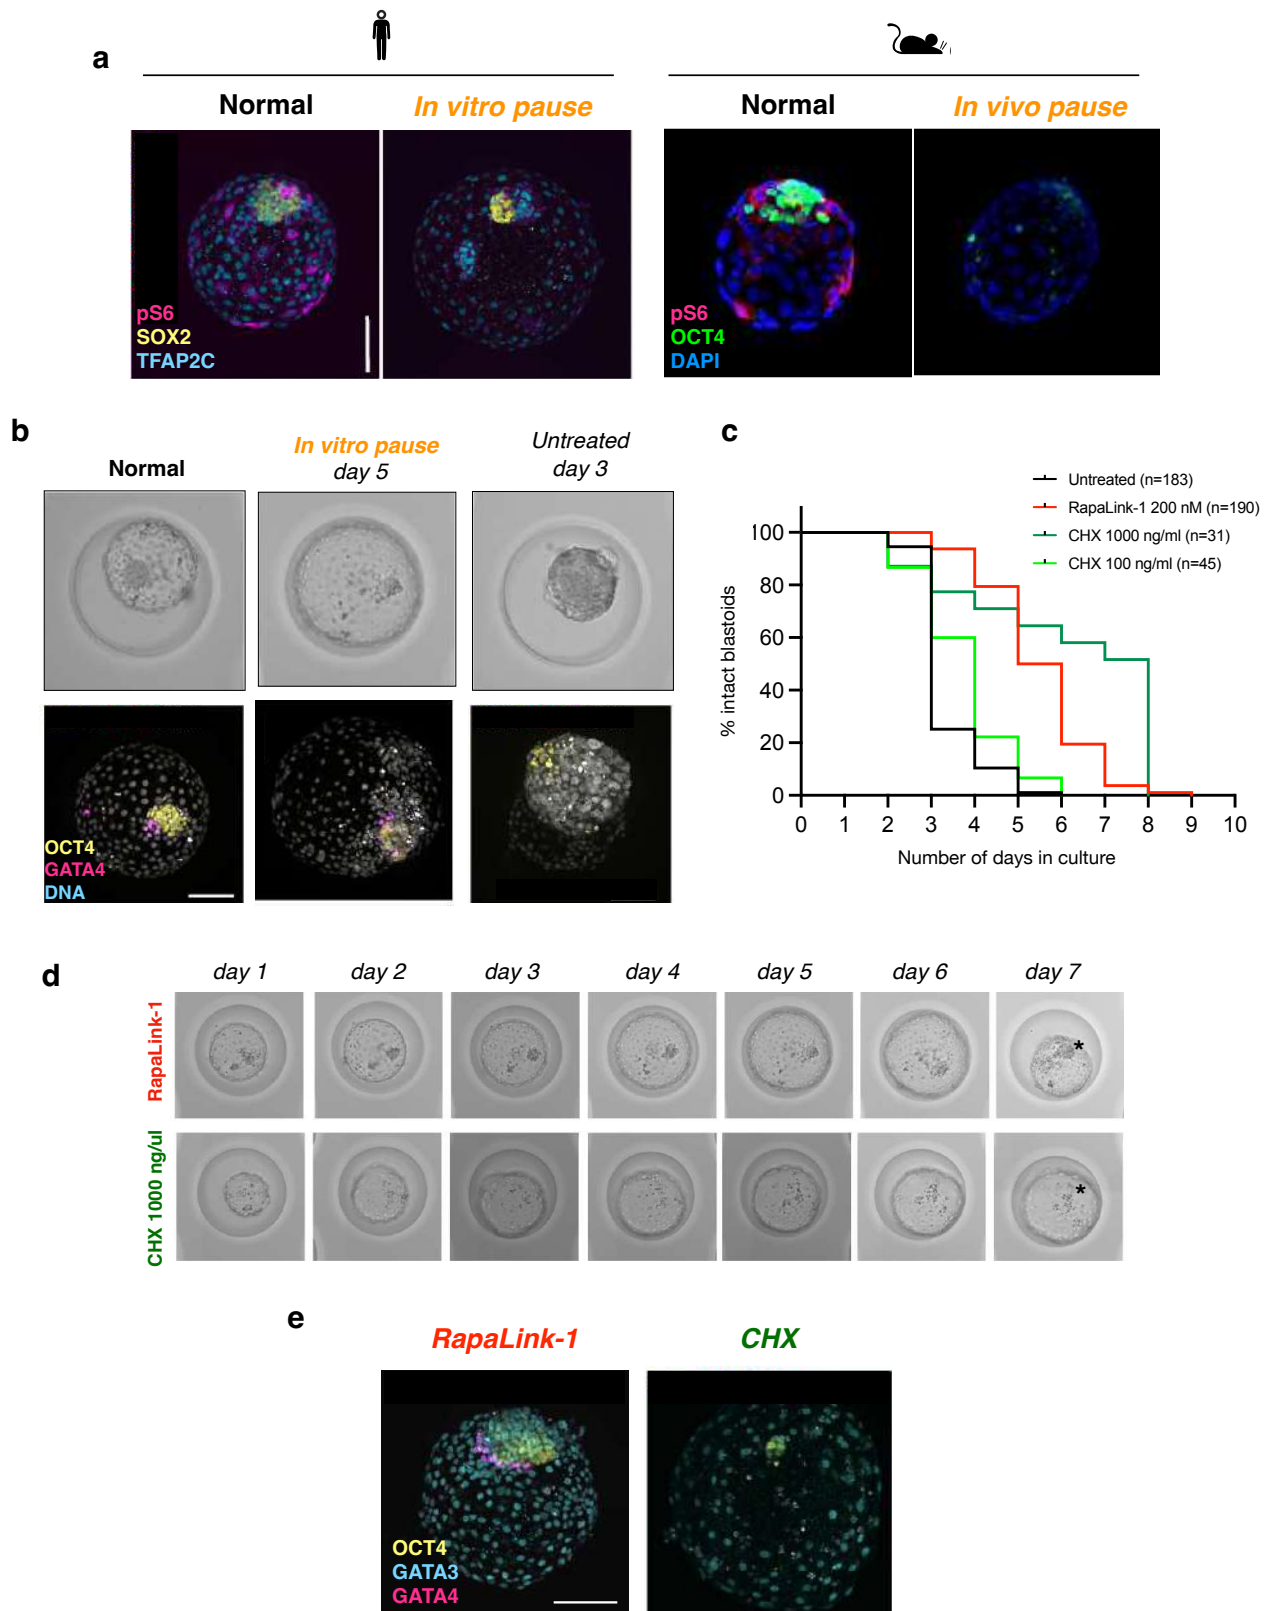 a
Normal
In vitro pause
Normal
In vivo pause
pS6
SOX2
TFAP2C
pS6
OCT4
DAPI
b
Normal
In vitro pause
day 5
Untreated
day 3
OCT4
GATA4
DNA
c
Untreated (n=183)
RapaLink-1 200 nM (n=190)
CHX 1000 ng/ml (n=31)
CHX 100 ng/ml (n=45)
% intact blastoids
100
80
60
40
20
0
0 1 2 3 4 5 6 7 8 9 10
Number of days in culture
d
day 1 day 2 day 3 day 4 day 5 day 6 day 7
RapaLink-1
*
CHX 1000 ng/ul
*
e
RapaLink-1
CHX
OCT4
GATA3
GATA4